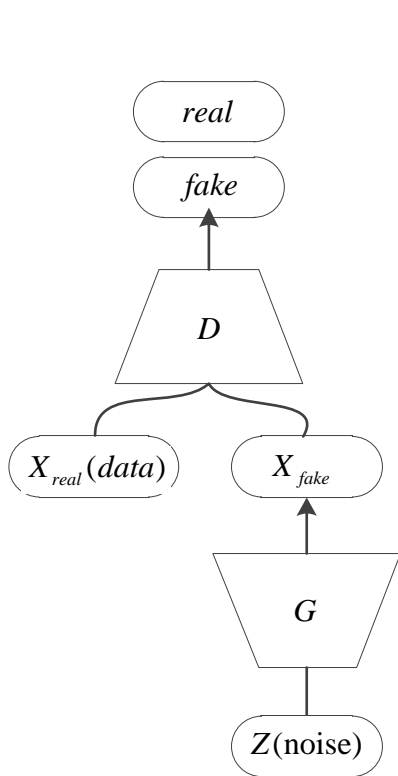 real
fake
D
X_real(data)
X_fake
G
Z(noise)